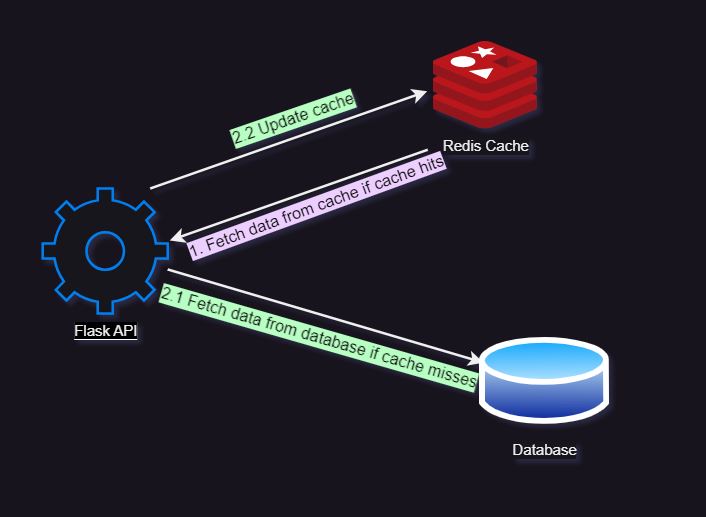 2.2 Update cache
Redis Cache
1. Fetch data from cache if cache hits
Flask API
2.1 Fetch data from database if cache misses
Database